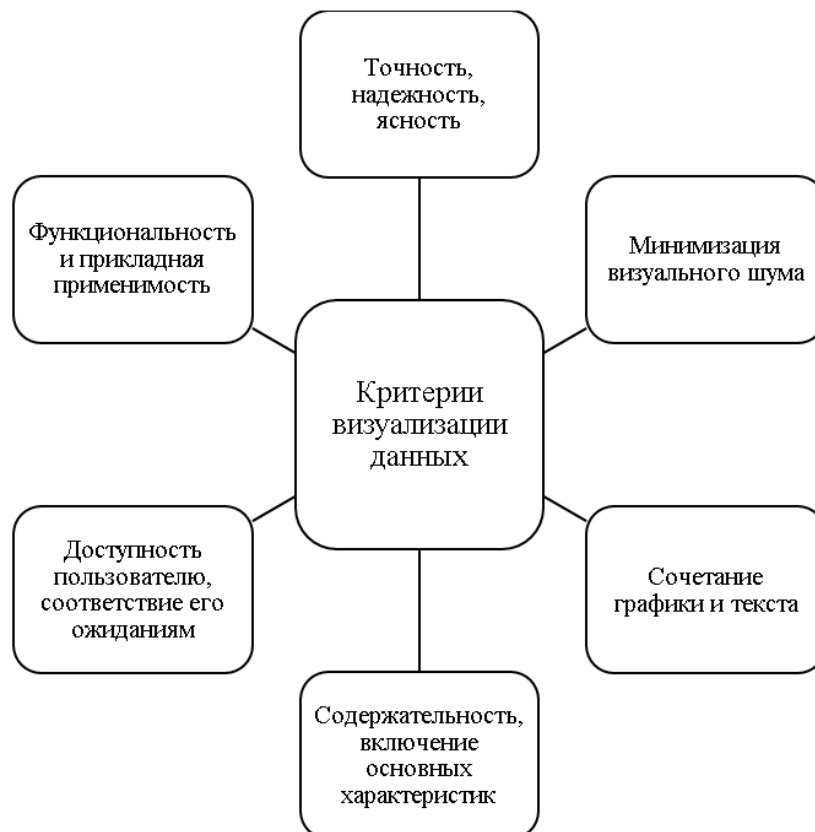 Точность,
надежность,
ясность
Функциональность
и прикладная
применимость
Минимизация
визуального шума
Критерии
визуализации
данных
Доступность
пользователю,
соответствие его
ожиданиям
Сочетание
графики и текста
Содержательность,
включение
основных
характеристик